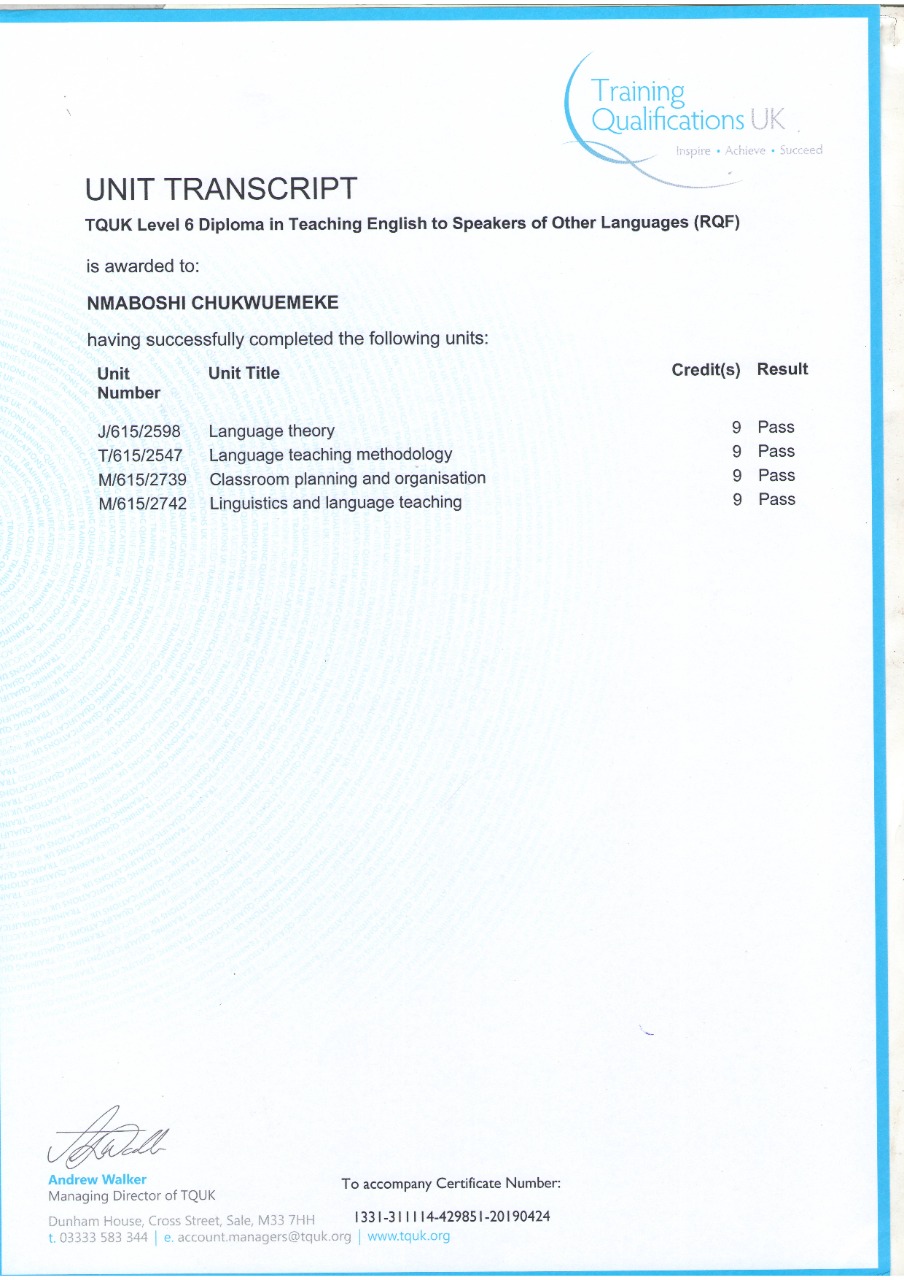 Training
Qualifications UK
Inspire • Achieve • Succeed
UNIT TRANSCRIPT
TQUK Level 6 Diploma in Teaching English to Speakers of Other Languages (RQF)
is awarded to:
NMABOSHI CHUKWUEMEKE
having successfully completed the following units:
Unit Number Unit Title Credit(s) Result
J/615/2598 Language theory 9 Pass
T/615/2547 Language teaching methodology 9 Pass
M/615/2739 Classroom planning and organisation 9 Pass
M/615/2742 Linguistics and language teaching 9 Pass
Andrew Walker
Managing Director of TQUK
Dunham House, Cross Street, Sale, M33 7HH
t. 03333 583 344 | e. account.managers@tquk.org | www.tquk.org
To accompany Certificate Number:
1331-311114-429851-20190424